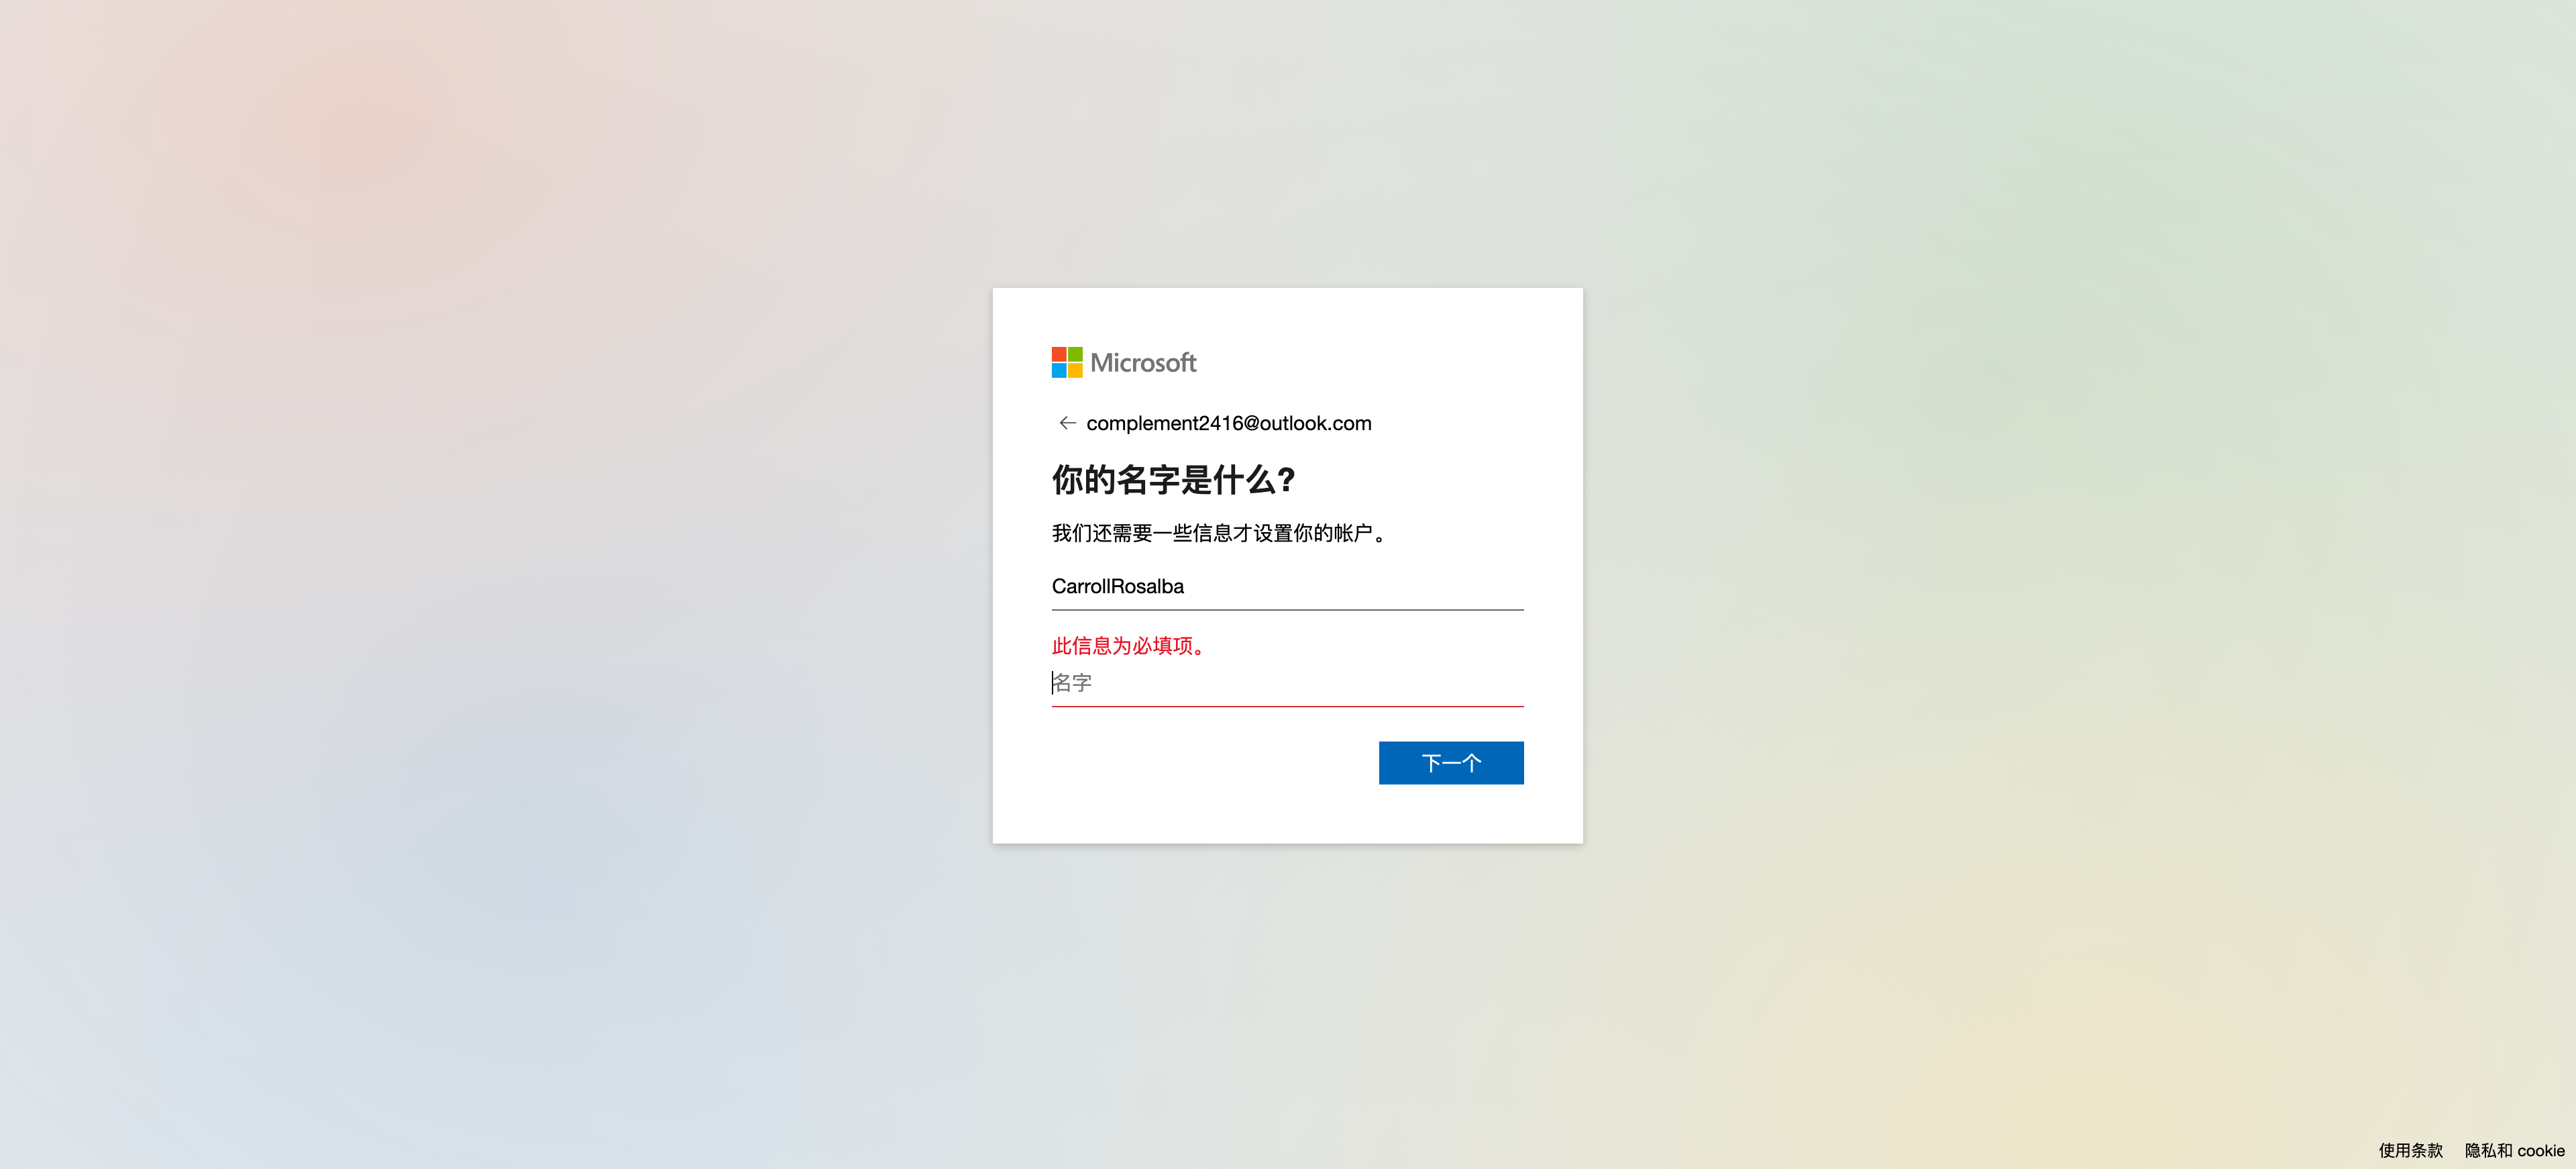 Microsoft
complement2416@outlook.com
你的名字是什么?
我们还需要一些信息才设置你的帐户。
CarrollRosalba
此信息为必填项。
名字
下一个
使用条款 隐私和 cookie